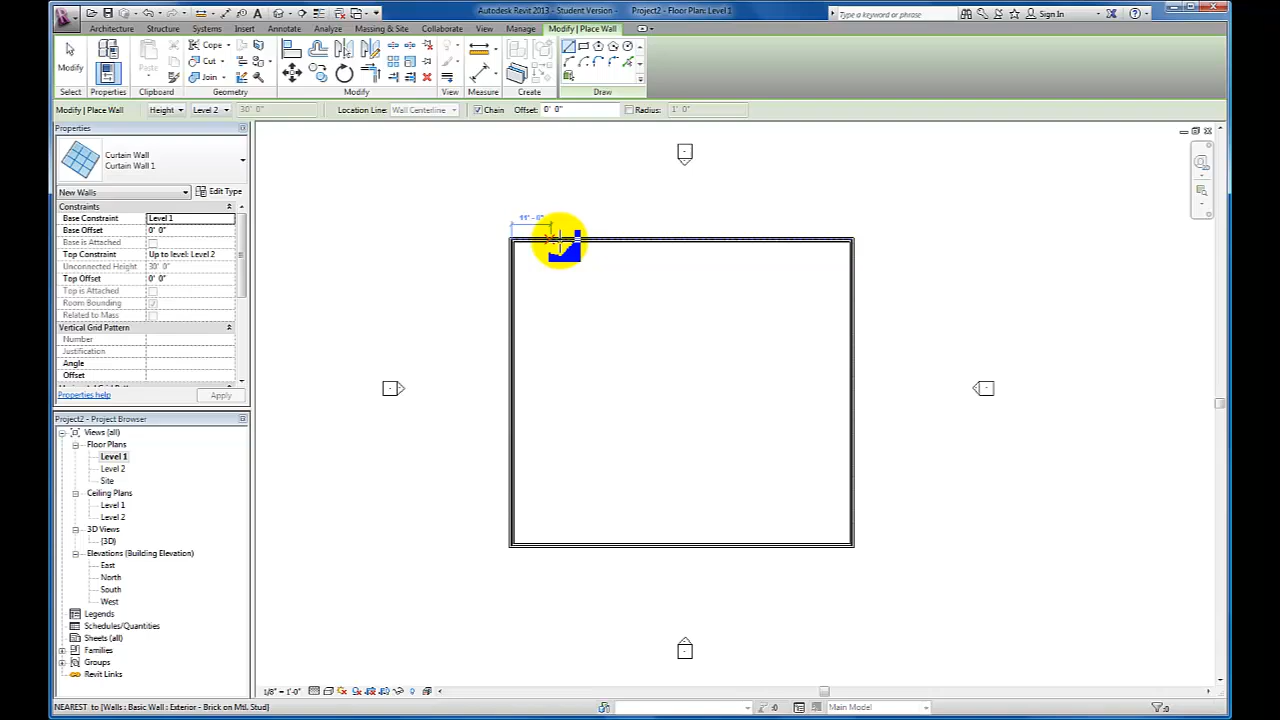 Autodesk Revit 2013 - Student Version - Project2 - Floor Plan: Level 1
Type a keyword or phrase
Sign In
Architecture Structure Systems Insert Annotate Analyze Massing & Site Collaborate View Manage Modify | Place Wall
Modify
Paste
Cope
Cut
Join
Select Properties Clipboard Geometry Modify View Measure Create Draw
Modify | Place Wall Height Level 2 30' 0" Location Line: Wall Centerline Chain Offset: 0' 0" Radius: 1' 0"
Properties
Curtain Wall
Curtain Wall 1
New Walls Edit Type
Constraints
Base Constraint Level 1
Base Offset 0' 0"
Base is Attached
Top Constraint Up to level: Level 2
Unconnected Height 30' 0"
Top Offset 0' 0"
Top is Attached
Room Bounding
Related to Mass
Vertical Grid Pattern
Number
Justification
Angle
Offset
Properties help Apply
Project2 - Project Browser
Views (all)
Floor Plans
Level 1
Level 2
Site
Ceiling Plans
Level 1
Level 2
3D Views
{3D}
Elevations (Building Elevation)
East
North
South
West
Legends
Schedules/Quantities
Sheets (all)
Families
Groups
Revit Links
1/8" = 1'-0"
NEAREST to [Walls : Basic Wall : Exterior - Brick on Mtl. Stud]
:0 Main Model :0